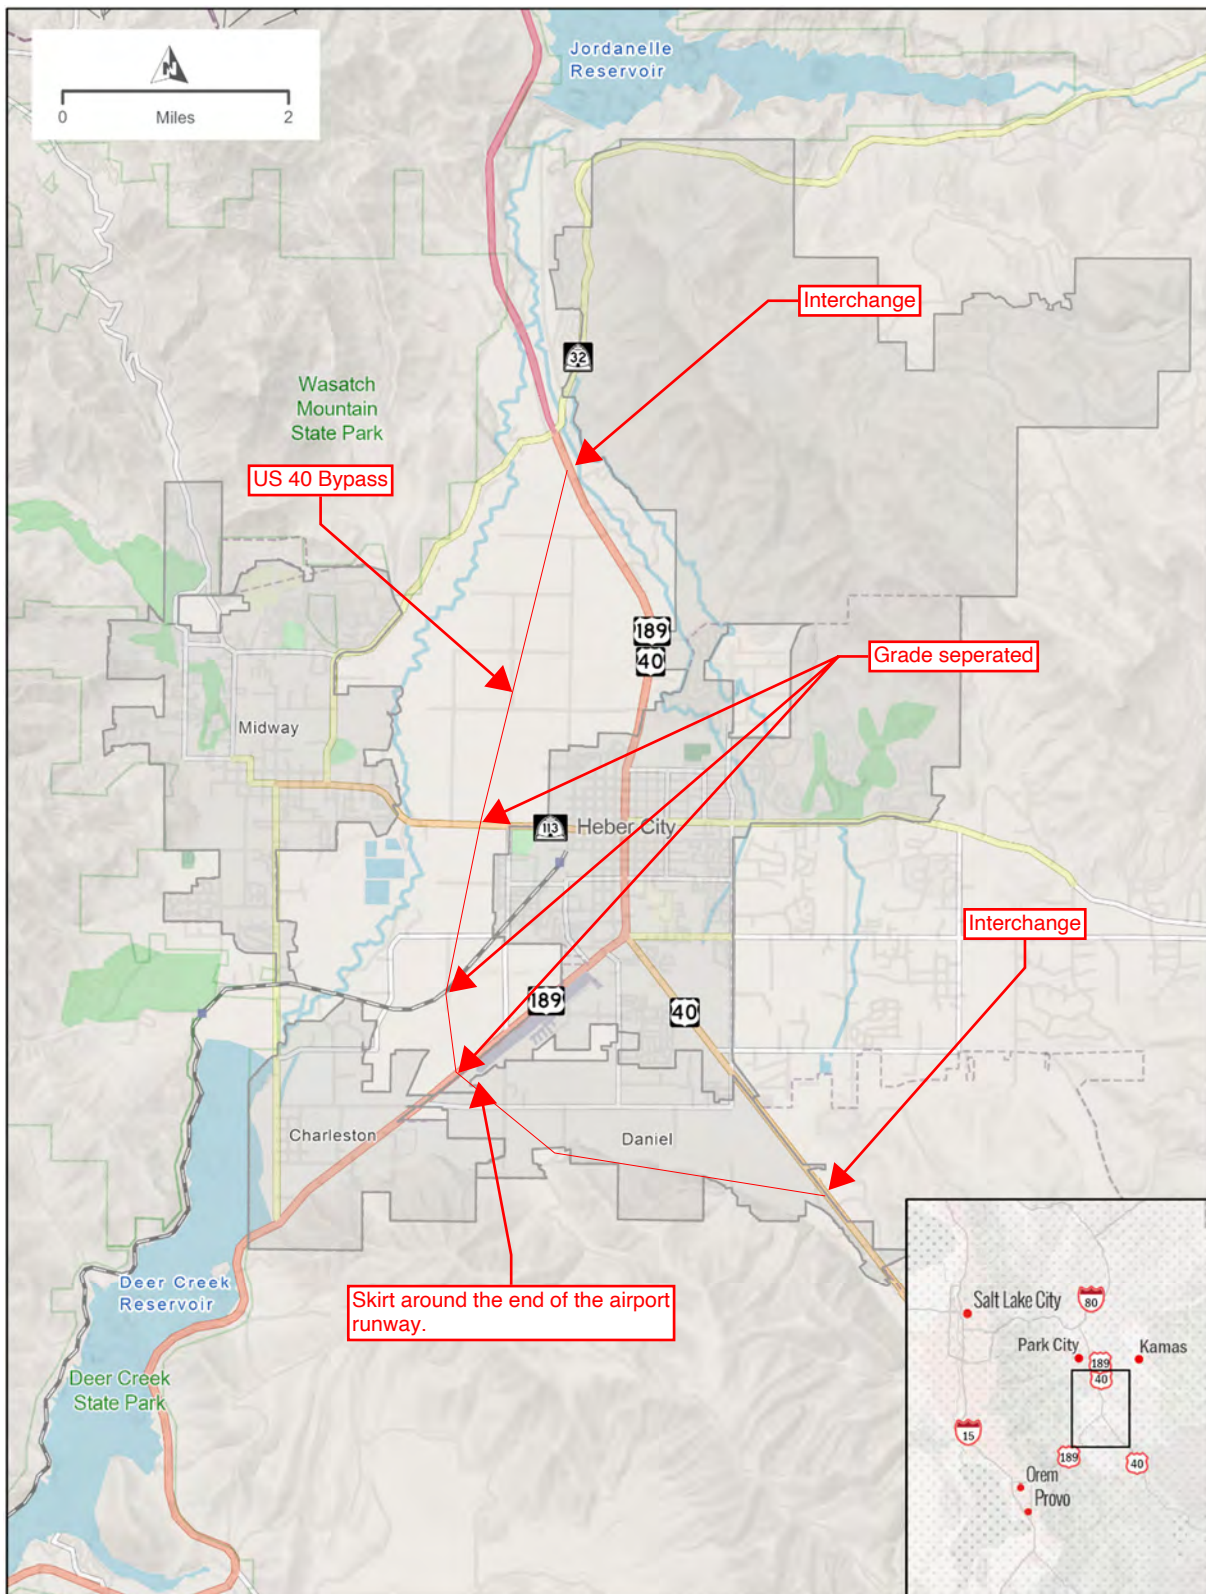 Jordanelle
Reservoir
N
0 Miles 2
Interchange
32
Wasatch
Mountain
State Park
US 40 Bypass
189
40
Grade seperated
Midway
113
Heber City
Interchange
189
40
Charleston
Daniel
Deer Creek
Reservoir
Skirt around the end of the airport
runway.
Deer Creek
State Park
Salt Lake City
80
Park City
Kamas
189
40
15
189
40
Orem
Provo